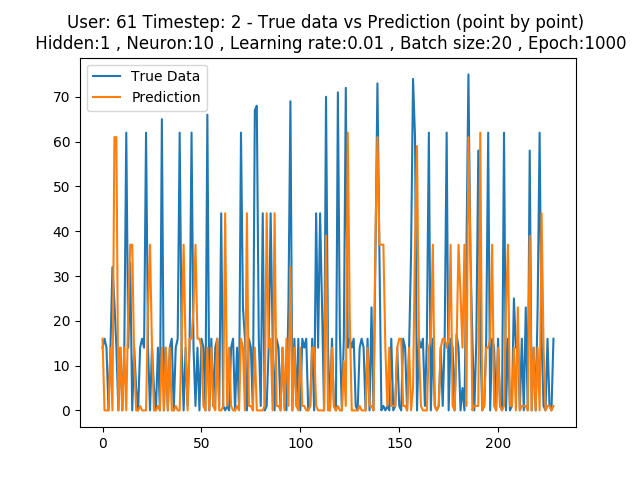 User: 61 Timestep: 2 - True data vs Prediction (point by point)
Hidden:1 , Neuron:10 , Learning rate:0.01 , Batch size:20 , Epoch:1000
True Data
Prediction
70
60
50
40
30
20
10
0
0 50 100 150 200